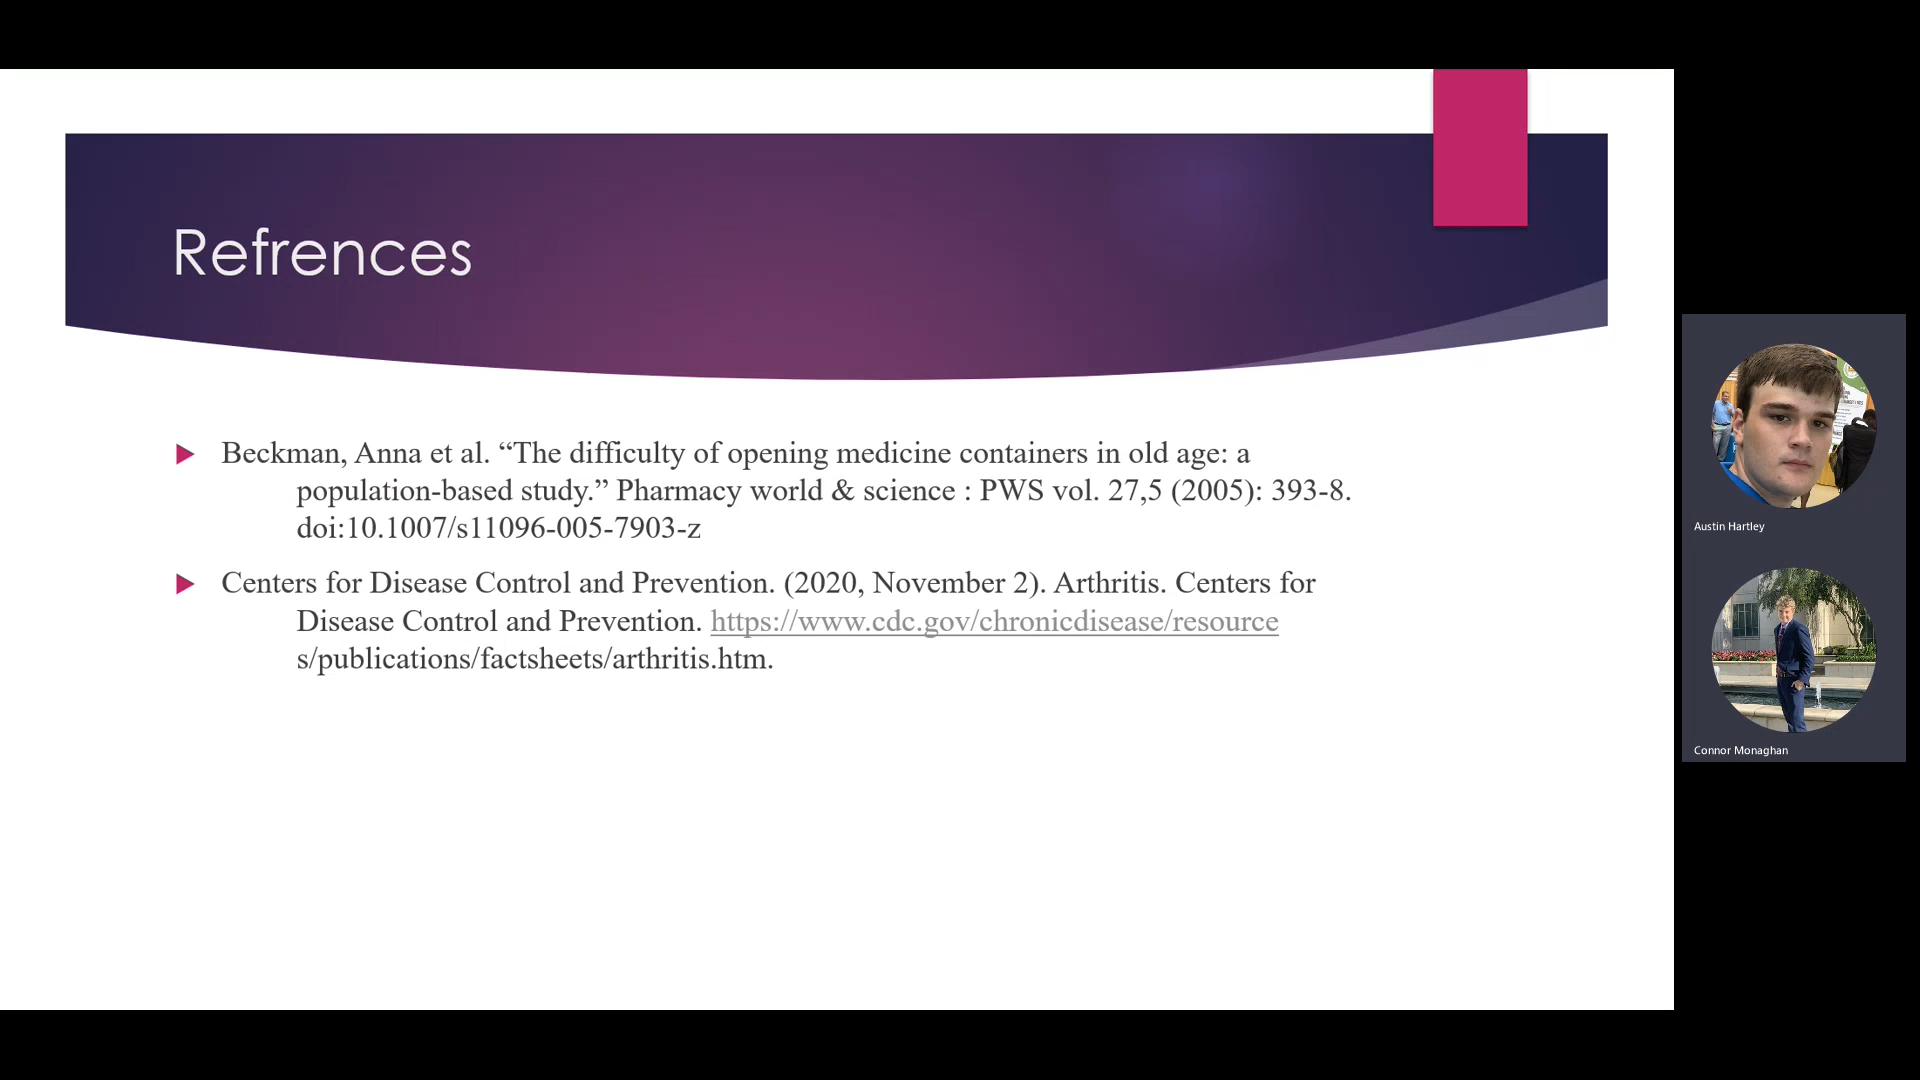 Refrences
Beckman, Anna et al. “The difficulty of opening medicine containers in old age: a
population-based study.” Pharmacy world & science : PWS vol. 27,5 (2005): 393-8.
doi:10.1007/s11096-005-7903-z
Centers for Disease Control and Prevention. (2020, November 2). Arthritis. Centers for
Disease Control and Prevention. https://www.cdc.gov/chronicdisease/resource
s/publications/factsheets/arthritis.htm.
Austin Hartley
Connor Monaghan